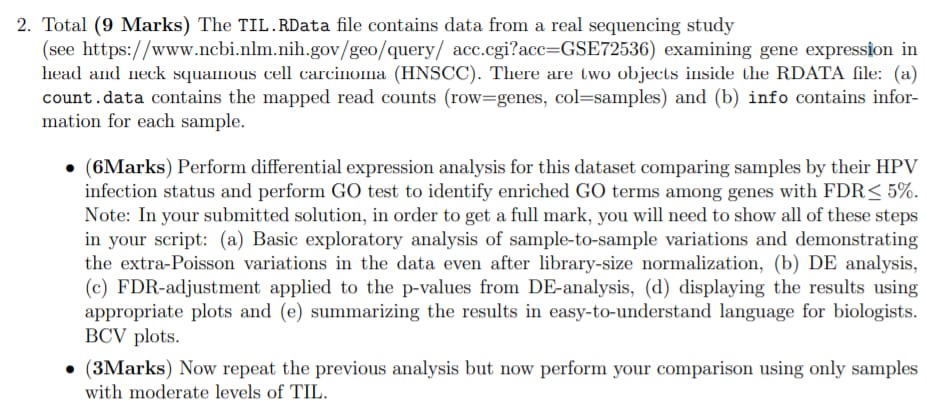 2. Total (9 Marks) The TIL.RData file contains data from a real sequencing study
(see https://www.ncbi.nlm.nih.gov/geo/query/ acc.cgi?acc=GSE72536) examining gene expression in
head and neck squamous cell carcinoma (HNSCC). There are two objects inside the RDATA file: (a)
count.data contains the mapped read counts (row=genes, col=samples) and (b) info contains infor-
mation for each sample.
• (6Marks) Perform differential expression analysis for this dataset comparing samples by their HPV
infection status and perform GO test to identify enriched GO terms among genes with FDR≤ 5%.
Note: In your submitted solution, in order to get a full mark, you will need to show all of these steps
in your script: (a) Basic exploratory analysis of sample-to-sample variations and demonstrating
the extra-Poisson variations in the data even after library-size normalization, (b) DE analysis,
(c) FDR-adjustment applied to the p-values from DE-analysis, (d) displaying the results using
appropriate plots and (e) summarizing the results in easy-to-understand language for biologists.
BCV plots.
• (3Marks) Now repeat the previous analysis but now perform your comparison using only samples
with moderate levels of TIL.